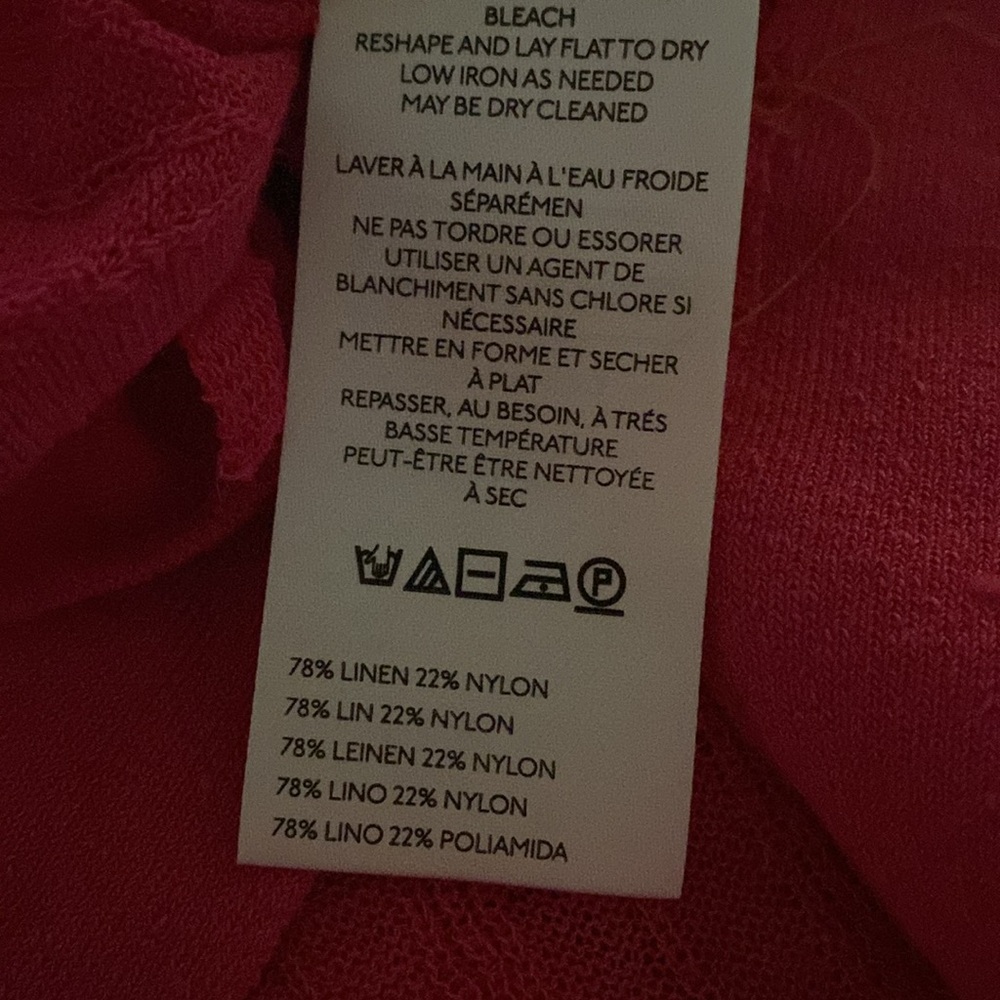 BLEACH
RESHAPE AND LAY FLAT TO DRY
LOW IRON AS NEEDED
MAY BE DRY CLEANED
LAVER À LA MAIN À L'EAU FROIDE
SÉPARÉMEN
NE PAS TORDRE OU ESSORER
UTILISER UN AGENT DE
BLANCHIMENT SANS CHLORE SI
NÉCESSAIRE
METTRE EN FORME ET SECHER
À PLAT
REPASSER, AU BESOIN, À TRÉS
BASSE TEMPÉRATURE
PEUT-ÊTRE ÊTRE NETTOYÉE
À SEC
P
78% LINEN 22% NYLON
78% LIN 22% NYLON
78% LEINEN 22% NYLON
78% LINO 22% NYLON
78% LINO 22% POLIAMIDA